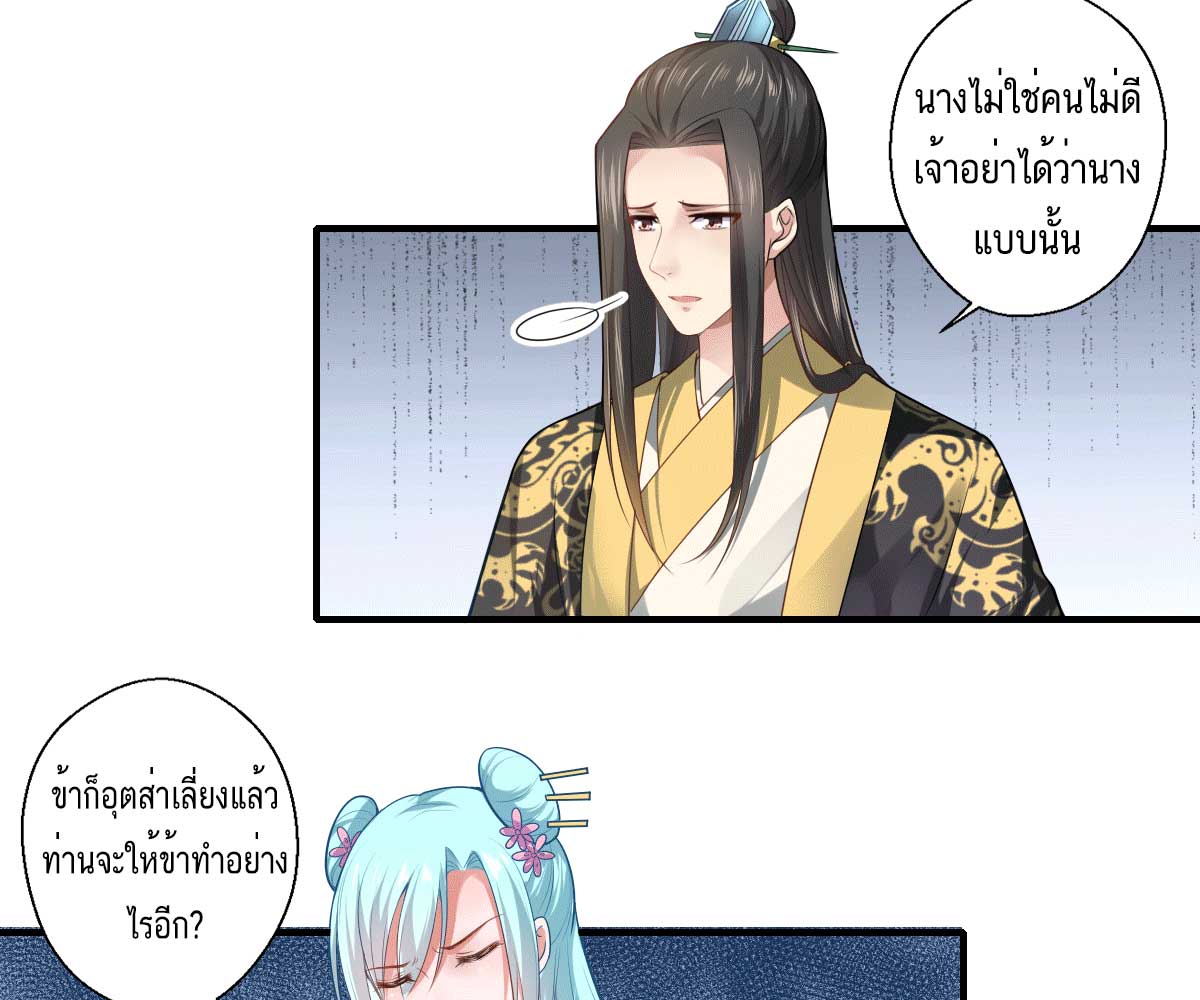 นางไม่ใช่คนไม่ดี
เจ้าอย่าได้ว่านาง
แบบนั้น
ข้าก็อุตส่าเลี่ยงแล้ว
ท่านจะให้ข้าทำอย่าง
ไรอีก?